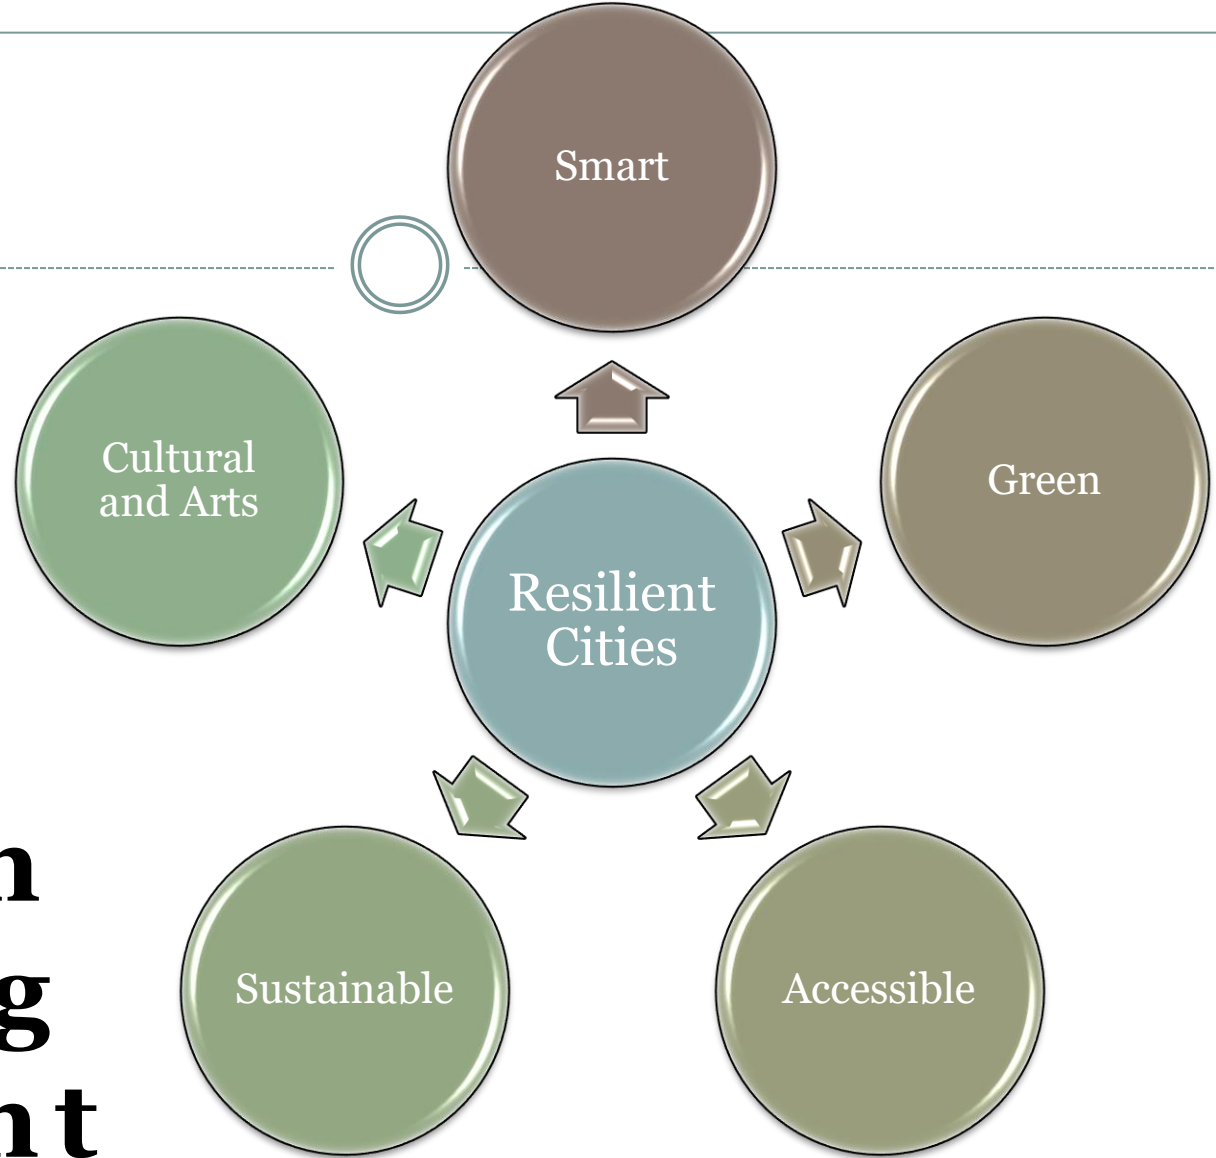 Smart
Cultural
and Arts
Green
Resilient
Cities
Sustainable
Accessible